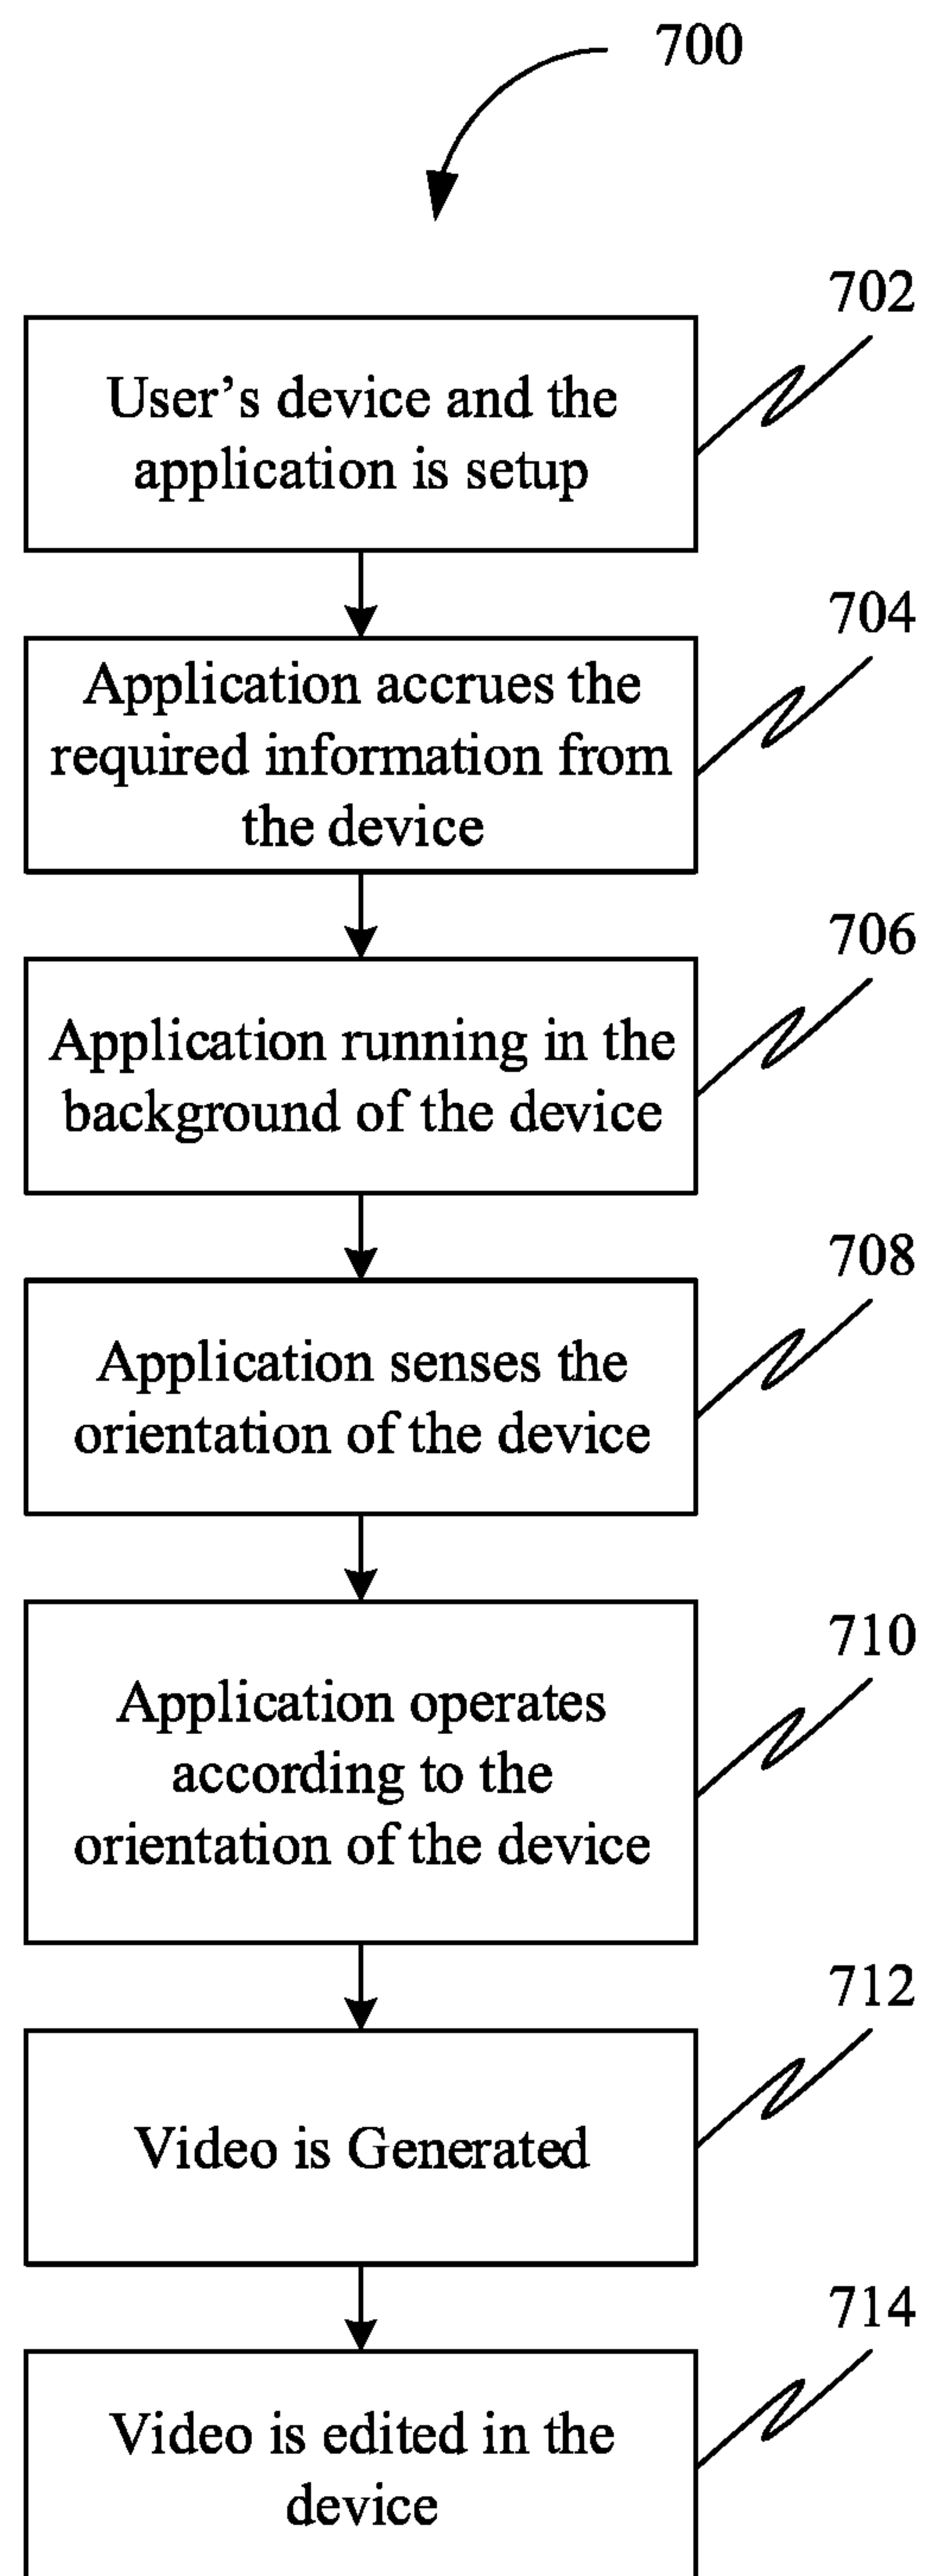 700
702
User’s device and the
application is setup
704
Application accrues the
required information from
the device
706
Application running in the
background of the device
708
Application senses the
orientation of the device
710
Application operates
according to the
orientation of the device
712
Video is Generated
714
Video is edited in the
device